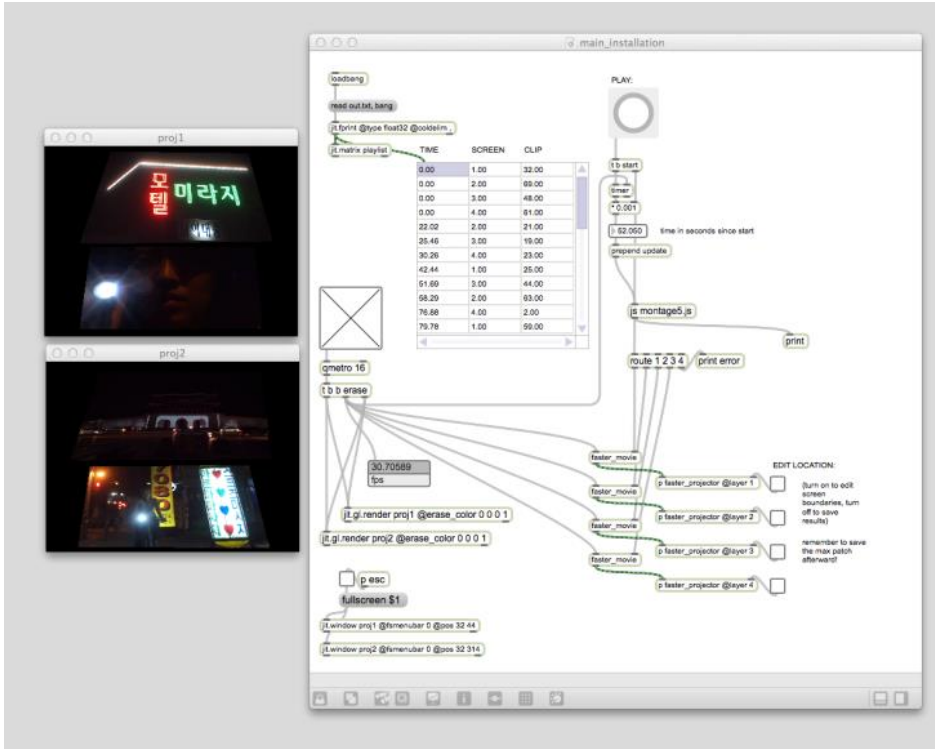 main_installation
loadbang
read out.txt, bang
jit.fprint @type float32 @coldelim ,
jit.matrix playlist
TIME SCREEN CLIP
0.00 1.00 32.00
0.00 2.00 69.00
0.00 3.00 48.00
0.00 4.00 61.00
22.02 2.00 21.00
25.46 3.00 19.00
30.26 4.00 23.00
42.44 1.00 25.00
51.69 3.00 44.00
58.29 2.00 63.00
76.88 4.00 2.00
79.78 1.00 59.00
PLAY:
t b start
timer
* 0.001
52.050
time in seconds since start
prepend update
js montage5.js
print
route 1 2 3 4
print error
proj1
모텔
미라지
proj2
qmetro 16
t b b erase
30.70589
fps
jit.gl.render proj1 @erase_color 0 0 0 1
jit.gl.render proj2 @erase_color 0 0 0 1
p esc
fullscreen $1
jit.window proj1 @fsmenubar 0 @pos 32 44
jit.window proj2 @fsmenubar 0 @pos 32 314
faster_movie
p faster_projector @layer 1
faster_movie
p faster_projector @layer 2
faster_movie
p faster_projector @layer 3
faster_movie
p faster_projector @layer 4
EDIT LOCATION:
(turn on to edit
screen
boundaries, turn
off to save
results)
remember to save
the max patch
afterward!